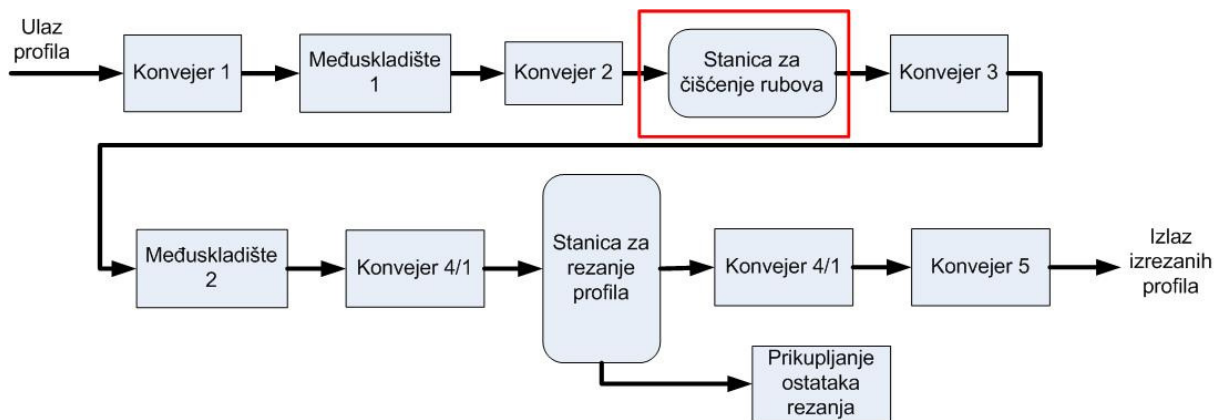 Ulaz
profila
Konvejer 1
Međuskladište
1
Konvejer 2
Stanica za
čišćenje rubova
Konvejer 3
Međuskladište
2
Konvejer 4/1
Stanica za
rezanje
profila
Konvejer 4/1
Konvejer 5
Izlaz
izrezanih
profila
Prikupljanje
ostataka
rezanja